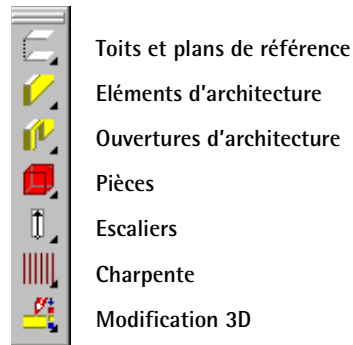 Toits et plans de référence
Eléments d'architecture
Ouvertures d'architecture
Pièces
Escaliers
Charpente
Modification 3D